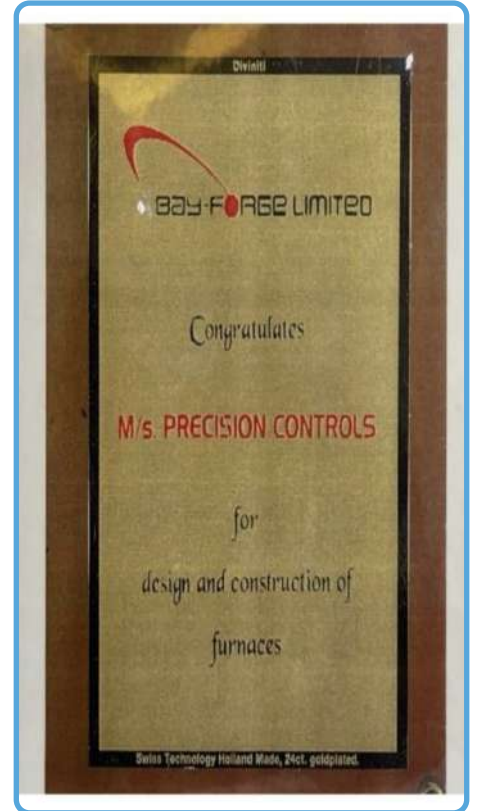 Diviniti
BAY-FORGE LIMITED
Congratulates
M/s. PRECISION CONTROLS
for
design and construction of
furnaces
Swiss Technology Holland Made, 24ct. goldplated.